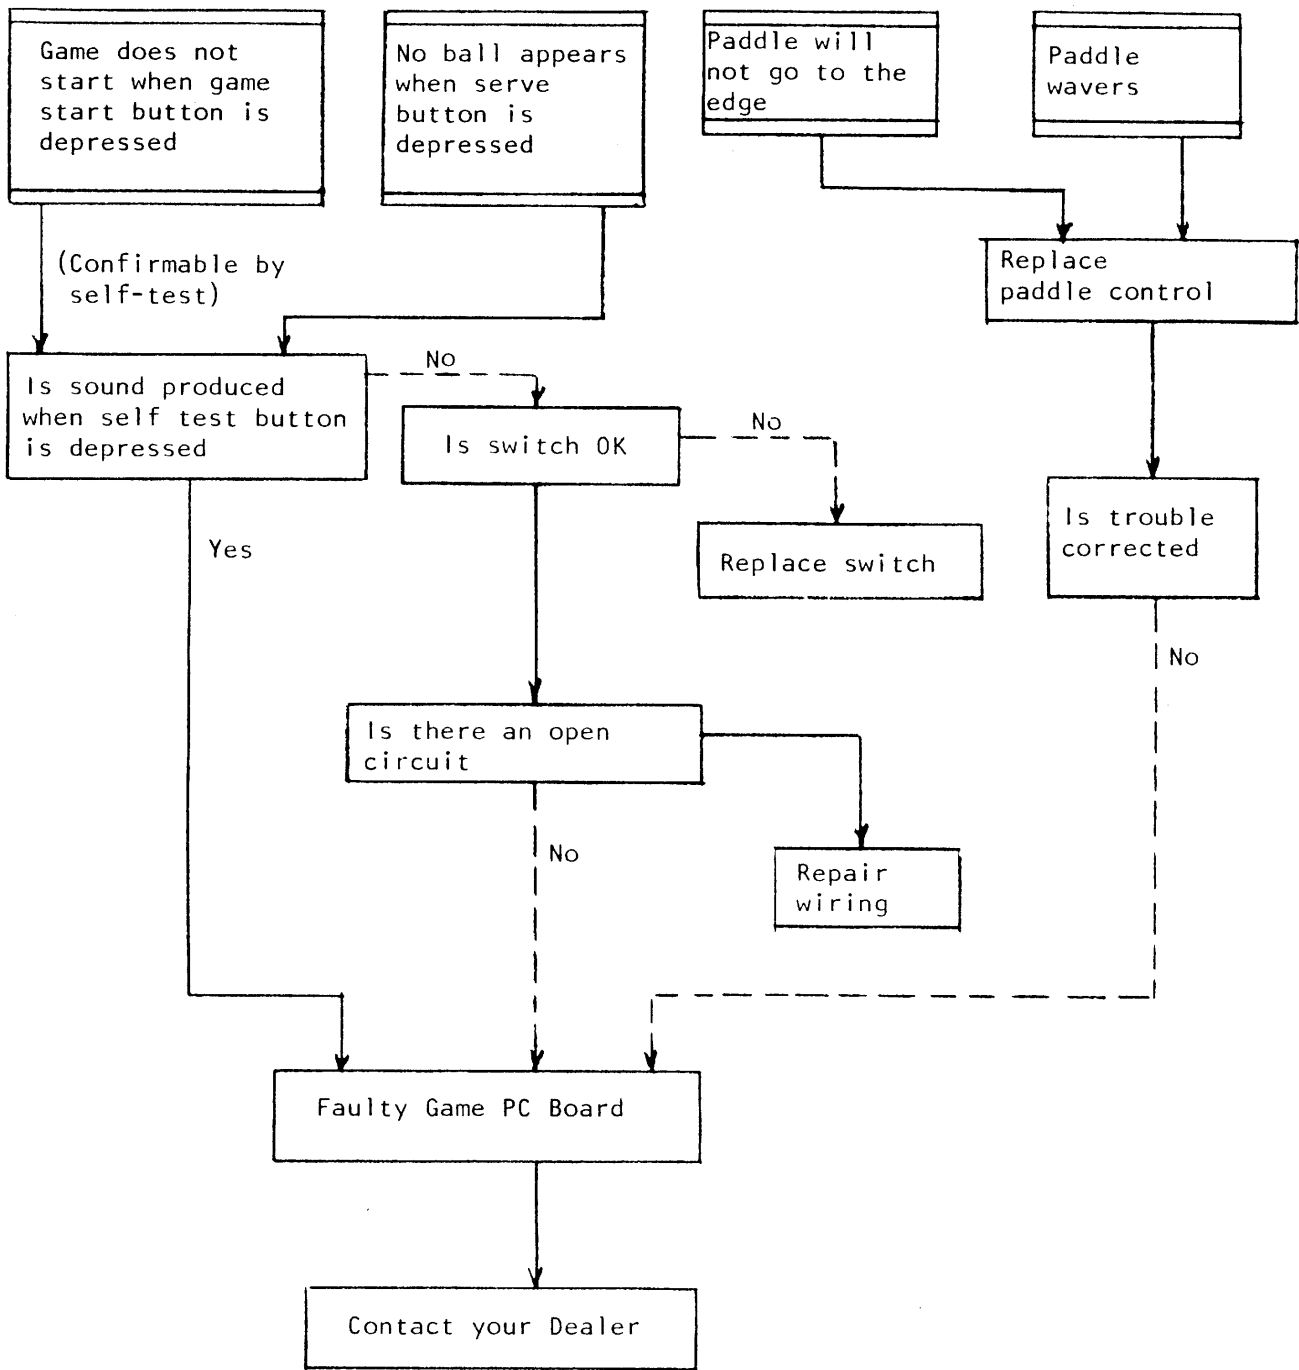 Game does not
start when game
start button is
depressed
No ball appears
when serve
button is
depressed
Paddle will
not go to the
edge
Paddle
wavers
(Confirmable by
self-test)
Replace
paddle control
Is sound produced
when self test button
is depressed
No
Is switch OK
No
Replace switch
Is trouble
corrected
Yes
No
Is there an open
circuit
No
Repair
wiring
Faulty Game PC Board
Contact your Dealer